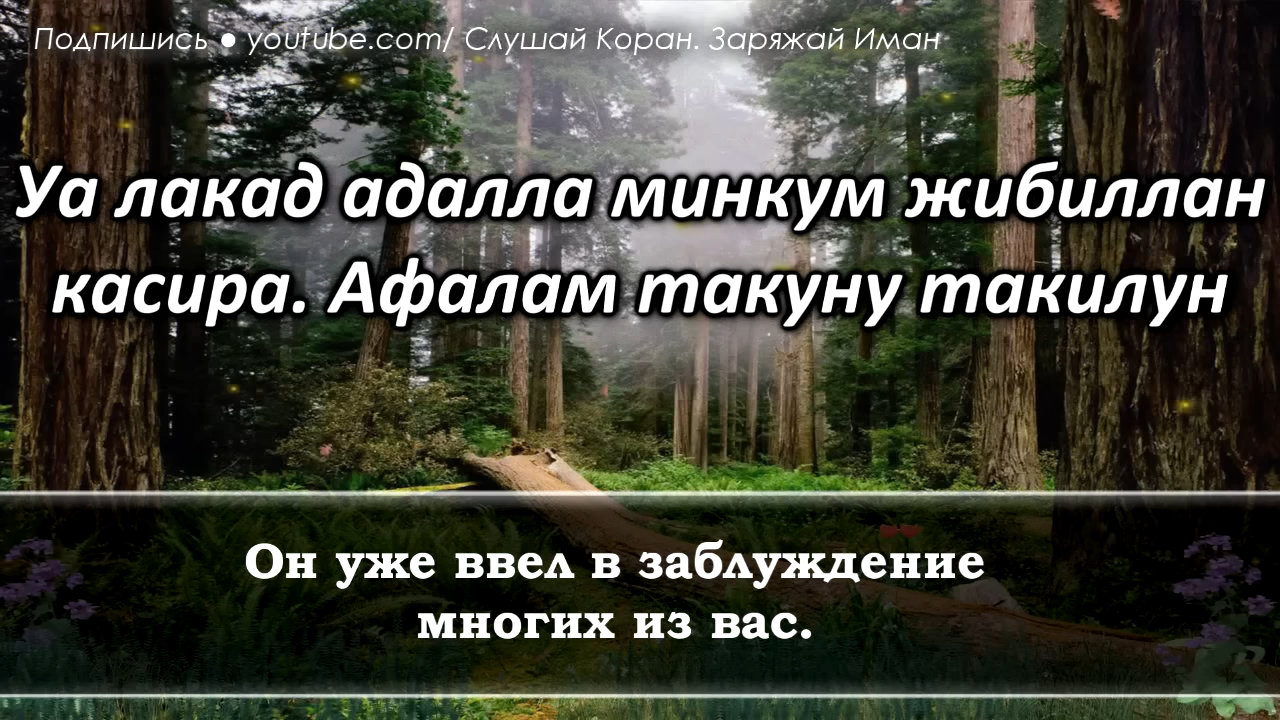 Подпишись ● youtube.com/ Слушай Коран. Заряжай Иман
Уа лакад адалла минкум жибиллан
касира. Афалам такуну такилун
Он уже ввел в заблуждение
многих из вас.